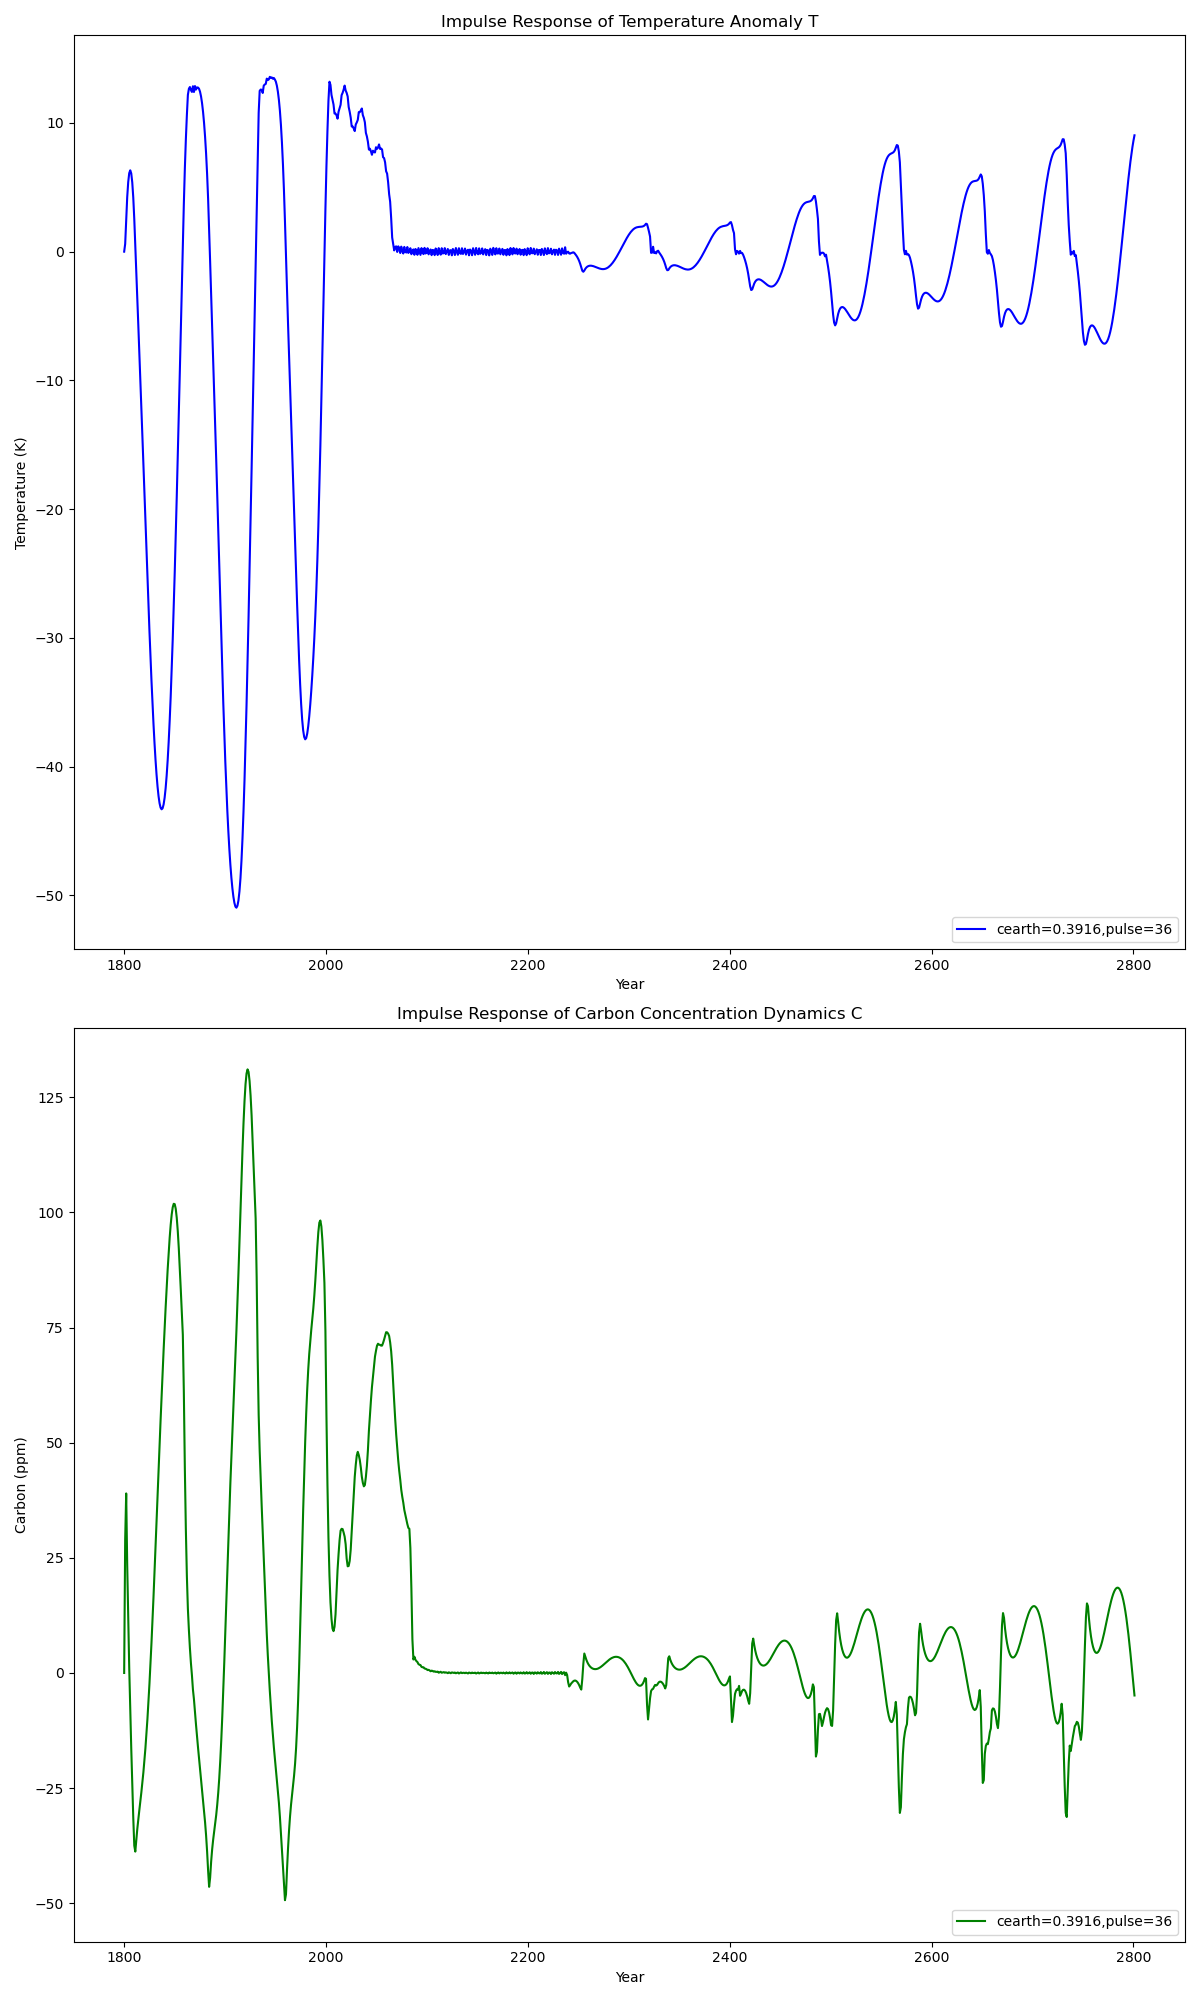 Impulse Response of Temperature Anomaly T
Temperature (K)
10
0
−10
−20
−30
−40
−50
cearth=0.3916,pulse=36
1800 2000 2200 2400 2600 2800
Year
Impulse Response of Carbon Concentration Dynamics C
Carbon (ppm)
125
100
75
50
25
0
−25
−50
cearth=0.3916,pulse=36
1800 2000 2200 2400 2600 2800
Year